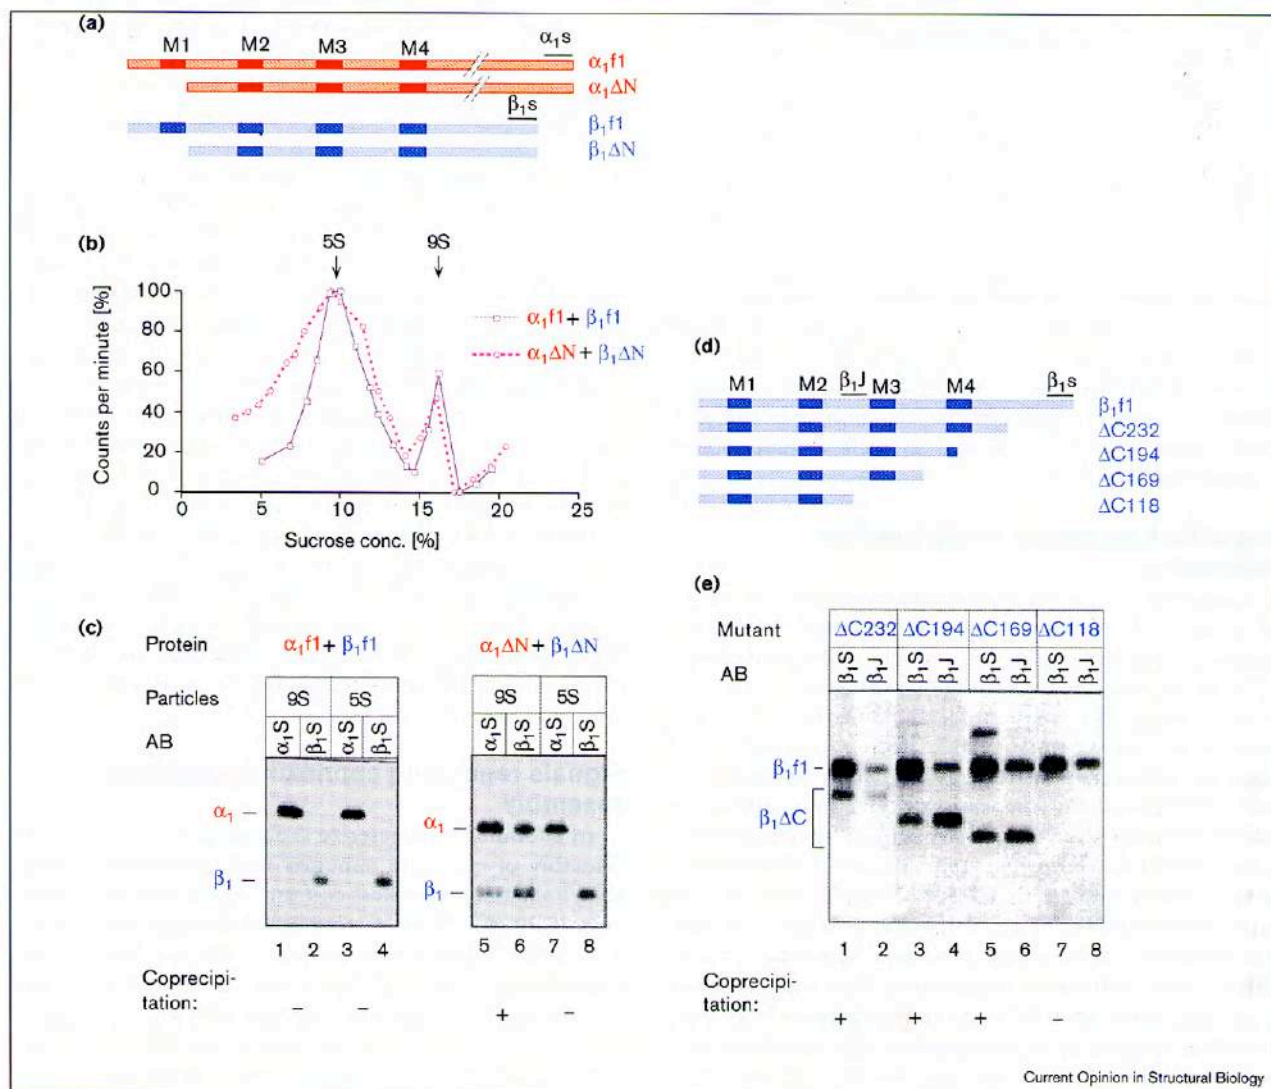 (a)
M1 M2 M3 M4 α₁s
α₁f1
α₁ΔN
β₁s
β₁f1
β₁ΔN
(b)
5S 9S
100
80
60
40
20
0
Counts per minute [%]
0 5 10 15 20 25
Sucrose conc. [%]
α₁f1 + β₁f1
α₁ΔN + β₁ΔN
(c)
Protein α₁f1 + β₁f1 α₁ΔN + β₁ΔN
Particles 9S 5S 9S 5S
AB α₁S β₁S α₁S β₁S α₁S β₁S α₁S β₁S
α₁ – α₁ –
β₁ – β₁ –
1 2 3 4 5 6 7 8
Coprecipi-
tation: – – + –
(d)
M1 M2 β₁J M3 M4 β₁s
β₁f1
ΔC232
ΔC194
ΔC169
ΔC118
(e)
Mutant ΔC232 ΔC194 ΔC169 ΔC118
AB β₁S β₁J β₁S β₁J β₁S β₁J β₁S β₁J
β₁f1 –
β₁ΔC
1 2 3 4 5 6 7 8
Coprecipi-
tation: + + + –
Current Opinion in Structural Biology